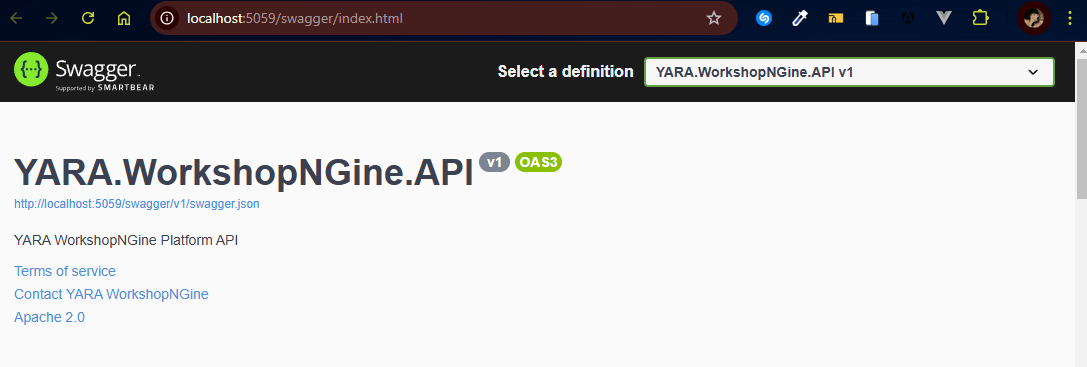 localhost:5059/swagger/index.html
Swagger
Supported by SMARTBEAR
Select a definition
YARA.WorkshopNGine.API v1
YARA.WorkshopNGine.API v1 OAS3
http://localhost:5059/swagger/v1/swagger.json
YARA WorkshopNGine Platform API
Terms of service
Contact YARA WorkshopNGine
Apache 2.0